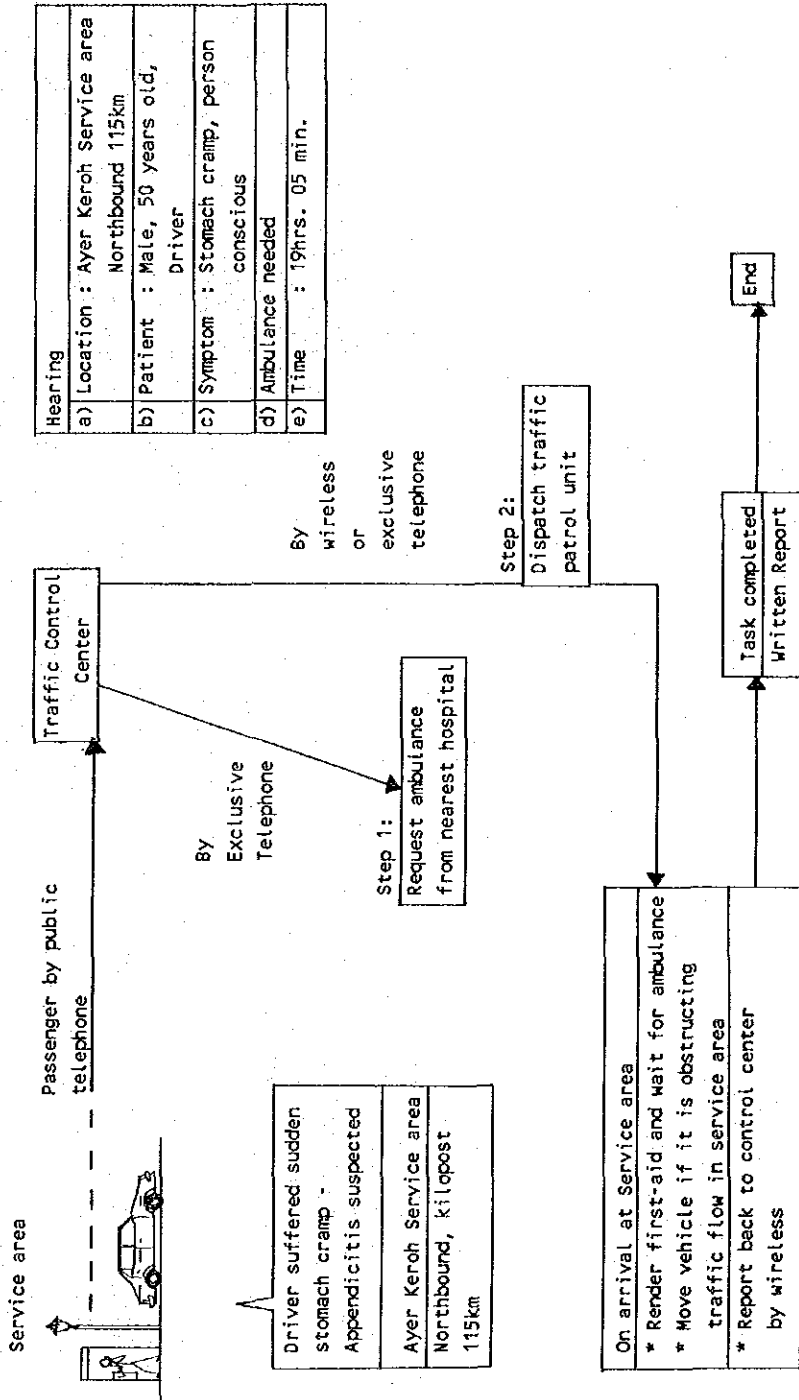 Service area
Passenger by public
telephone
Traffic Control
Center
Hearing
a) Location : Ayer Keroh Service area
Northbound 115km
b) Patient : Male, 50 years old,
Driver
c) Symptom : Stomach cramp, person
conscious
d) Ambulance needed
e) Time : 19hrs. 05 min.
Driver suffered sudden
stomach cramp -
Appendicitis suspected
Ayer Keroh Service area
Northbound, kilopost
115km
By
Exclusive
Telephone
Step 1:
Request ambulance
from nearest hospital
By
wireless
or
exclusive
telephone
Step 2:
Dispatch traffic
patrol unit
On arrival at Service area
* Render first-aid and wait for ambulance
* Move vehicle if it is obstructing
traffic flow in service area
* Report back to control center
by wireless
Task completed
Written Report
End